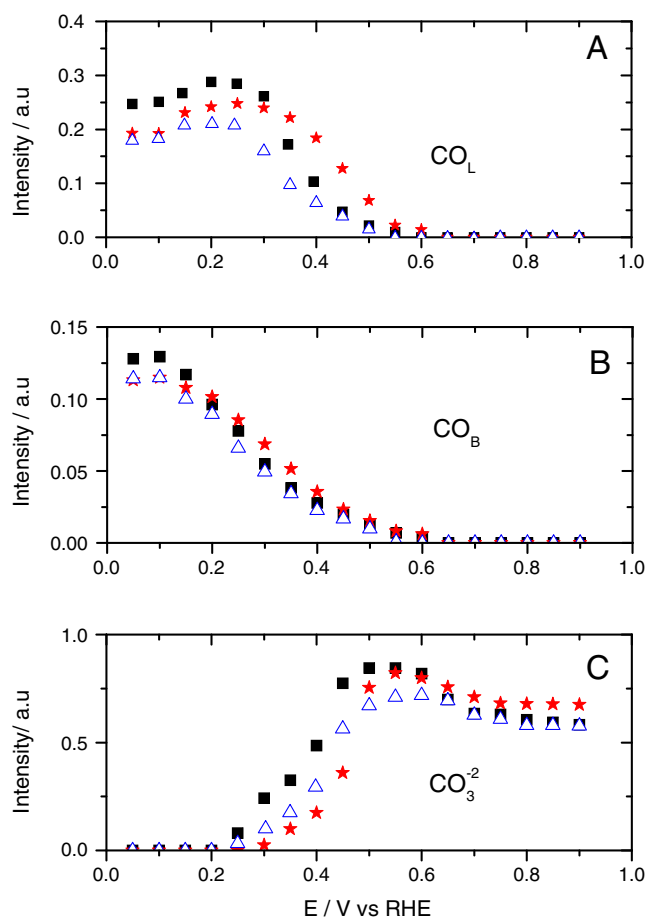 A
0.4
0.3
0.2
0.1
0.0
Intensity / a.u
CO_L
0.0 0.2 0.4 0.6 0.8 1.0
B
0.15
0.10
0.05
0.00
Intensity / a.u
CO_B
0.0 0.2 0.4 0.6 0.8 1.0
C
1.0
0.5
0.0
Intensity/ a.u
CO_3^-2
0.0 0.2 0.4 0.6 0.8 1.0
E / V vs RHE